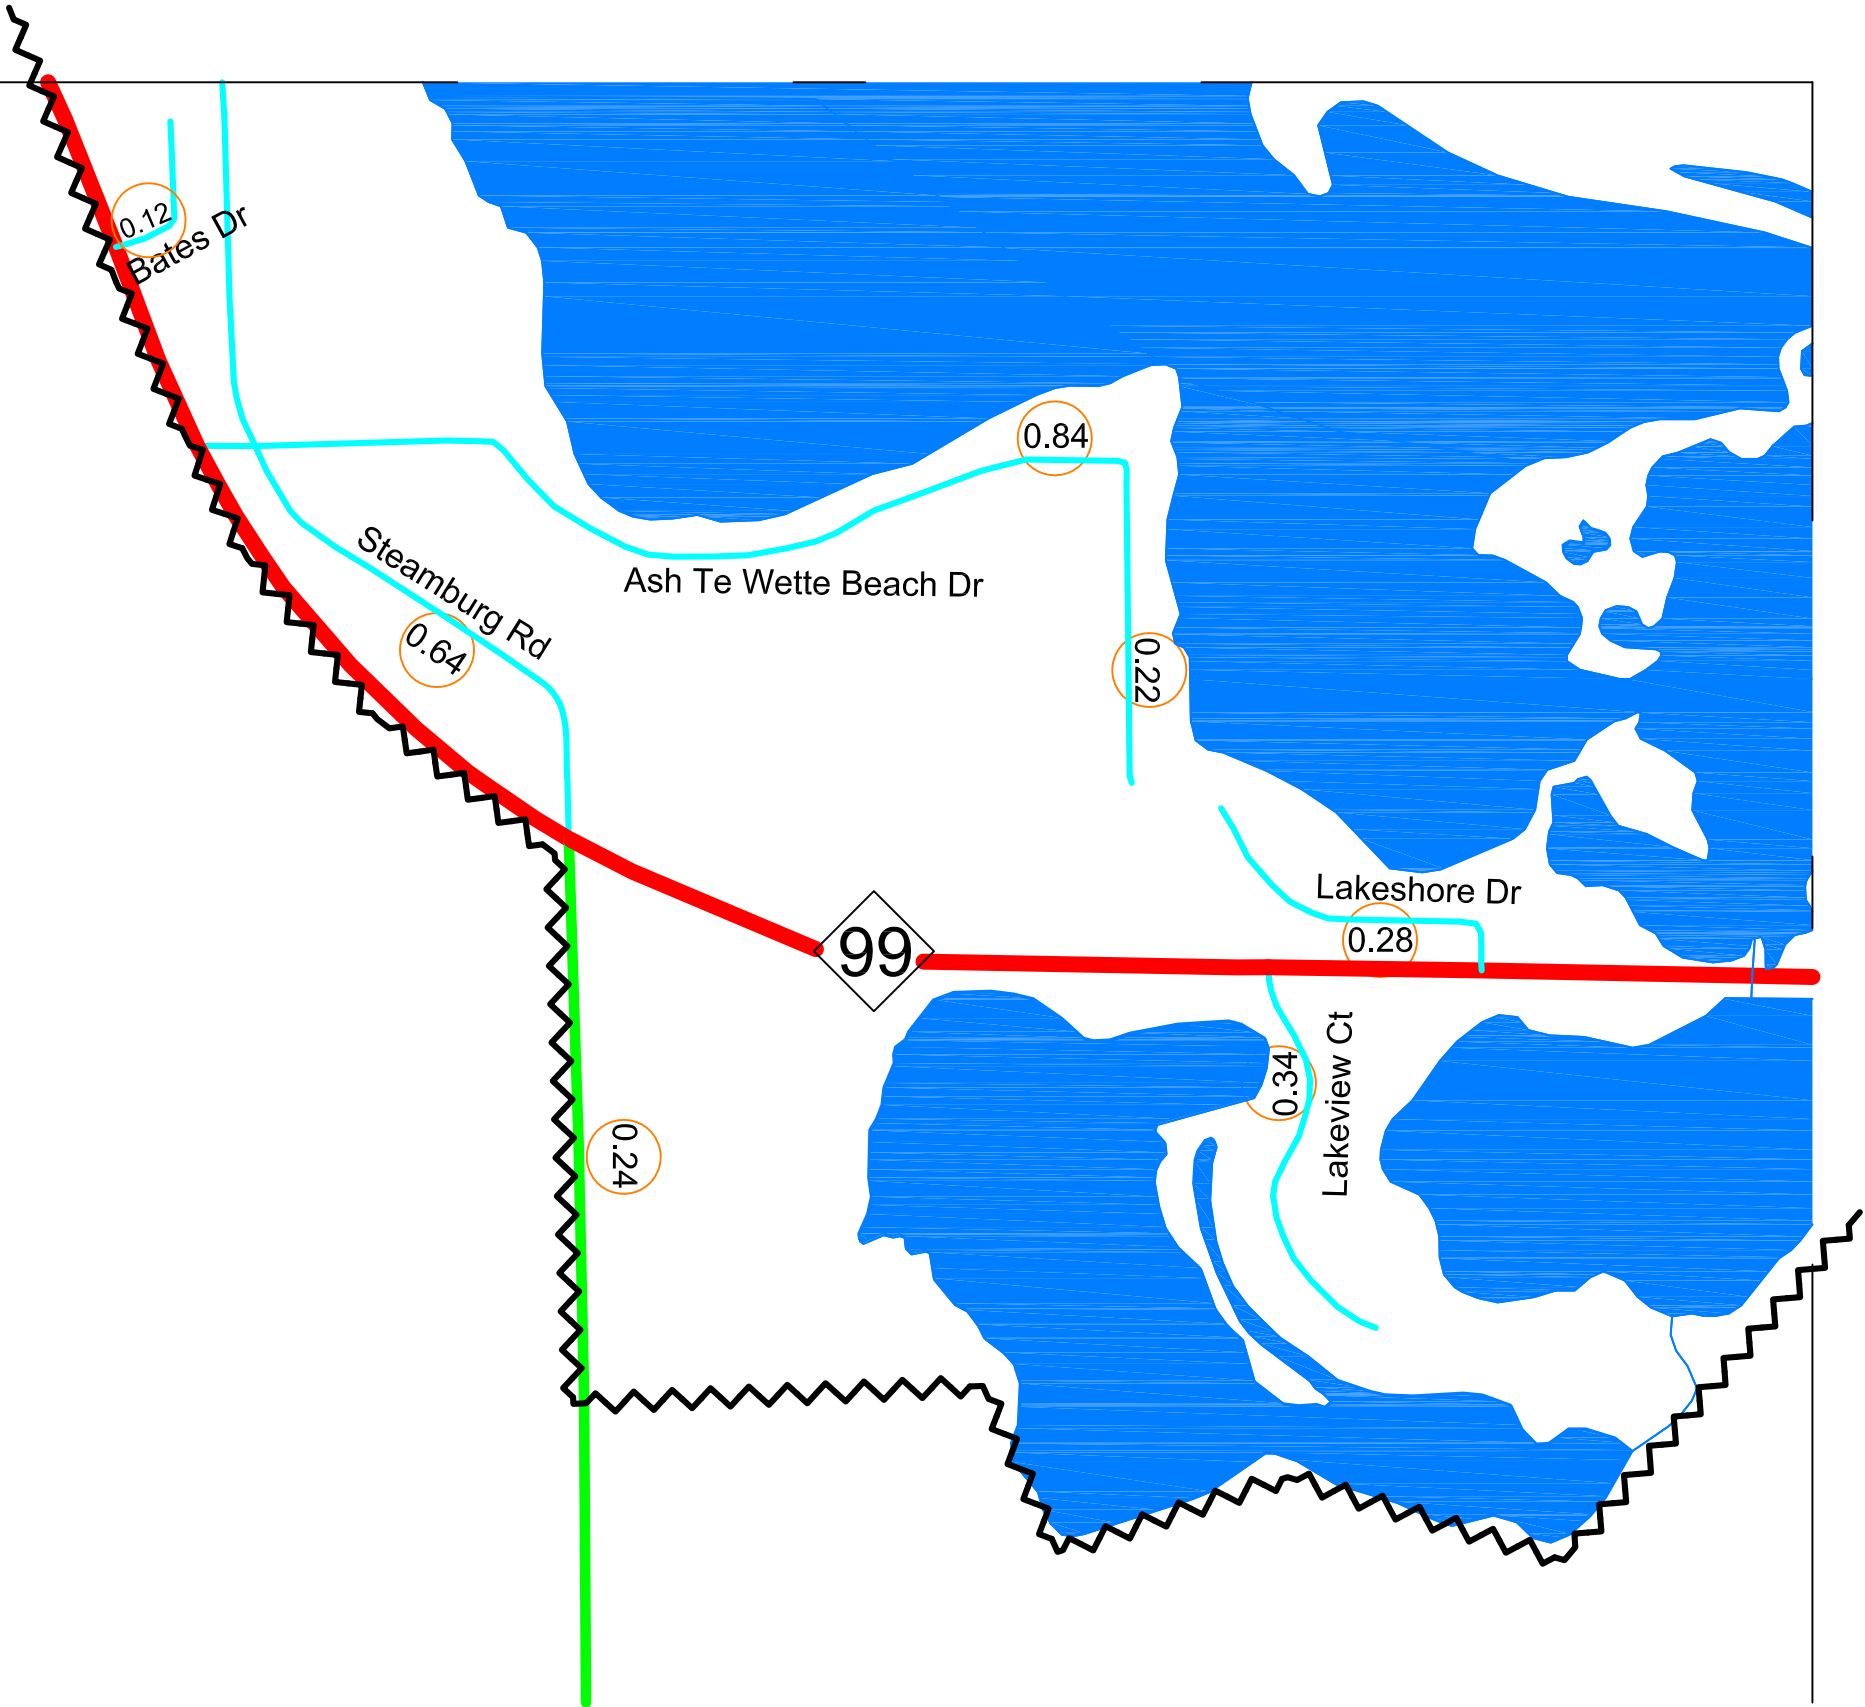 0.12
Bates Dr
0.84
Steamburg Rd
Ash Te Wette Beach Dr
0.64
0.22
Lakeshore Dr
0.28
99
0.34
Lakeview Ct
0.24